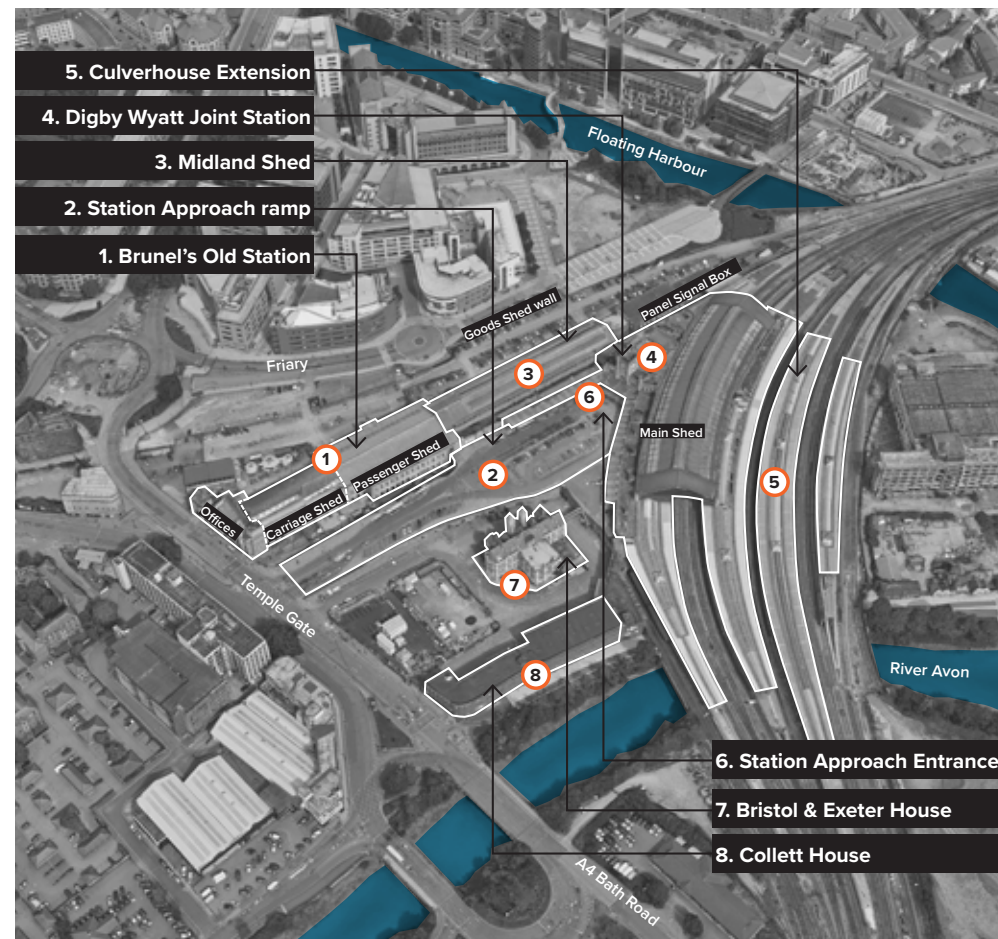 5. Culverhouse Extension
4. Digby Wyatt Joint Station
3. Midland Shed
2. Station Approach ramp
1. Brunel's Old Station
Floating Harbour
Panel Signal Box
Goods Shed wall
Friary
4
3
6
Main Shed
1
Passenger Shed
2
5
Carriage Shed
Offices
7
Temple Gate
8
River Avon
6. Station Approach Entrance
7. Bristol & Exeter House
8. Collett House
A4 Bath Road